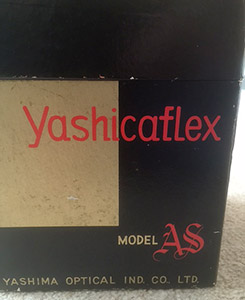 Yashicaflex
MODEL AS
YASHIMA OPTICAL IND. CO. LTD.